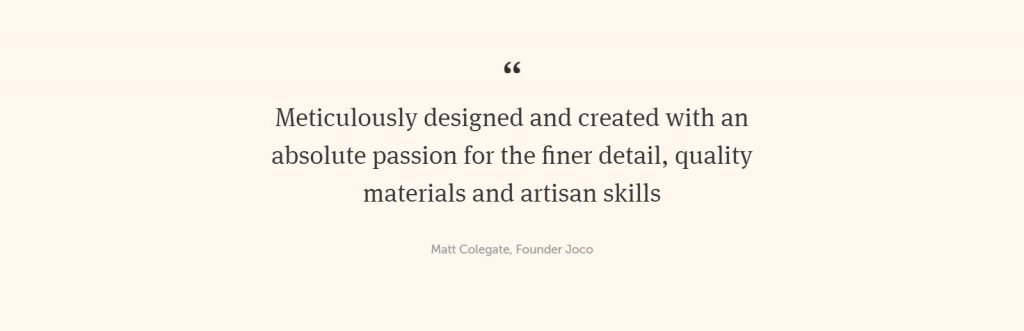 “
Meticulously designed and created with an
absolute passion for the finer detail, quality
materials and artisan skills
Matt Colegate, Founder Joco